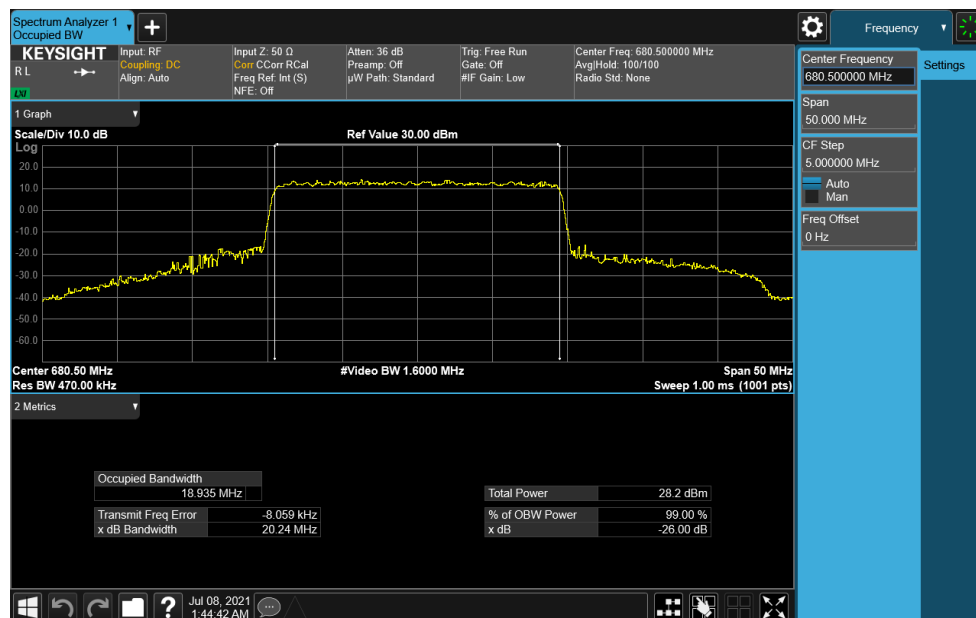 Spectrum Analyzer 1
Occupied BW
+
Frequency
KEYSIGHT
R L
LXI
Input: RF
Coupling: DC
Align: Auto
Input Z: 50 Ω
Corr CCorr RCal
Freq Ref: Int (S)
NFE: Off
Atten: 36 dB
Preamp: Off
µW Path: Standard
Trig: Free Run
Gate: Off
#IF Gain: Low
Center Freq: 680.500000 MHz
Avg|Hold: 100/100
Radio Std: None
Center Frequency
680.500000 MHz
Settings
Span
50.000 MHz
CF Step
5.000000 MHz
Auto
Man
Freq Offset
0 Hz
1 Graph
Scale/Div 10.0 dB
Ref Value 30.00 dBm
Log
20.0
10.0
0.00
-10.0
-20.0
-30.0
-40.0
-50.0
-60.0
Center 680.50 MHz
#Video BW 1.6000 MHz
Span 50 MHz
Res BW 470.00 kHz
Sweep 1.00 ms (1001 pts)
2 Metrics
Occupied Bandwidth
18.935 MHz
Total Power 28.2 dBm
Transmit Freq Error -8.059 kHz
% of OBW Power 99.00 %
x dB Bandwidth 20.24 MHz
x dB -26.00 dB
?
Jul 08, 2021
1:44:42 AM